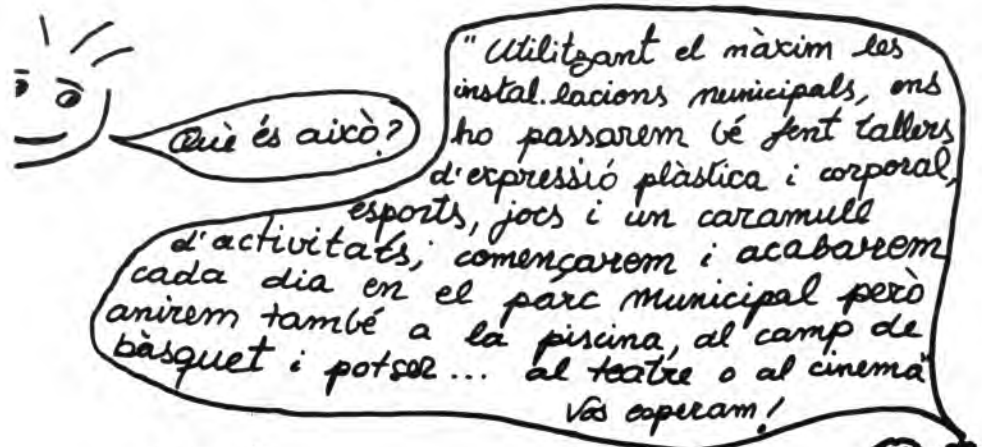 Què és això?
"Utilitzant el màxim les
instal.lacions municipals, ens
ho passarem bé fent tallers
d'expressió plàstica i corporal,
esports, jocs i un caramull
d'activitats; començarem i acabarem
cada dia en el parc municipal però
anirem també a la piscina, al camp de
bàsquet i potser... al teatre o al cinema"
Vos esperam!